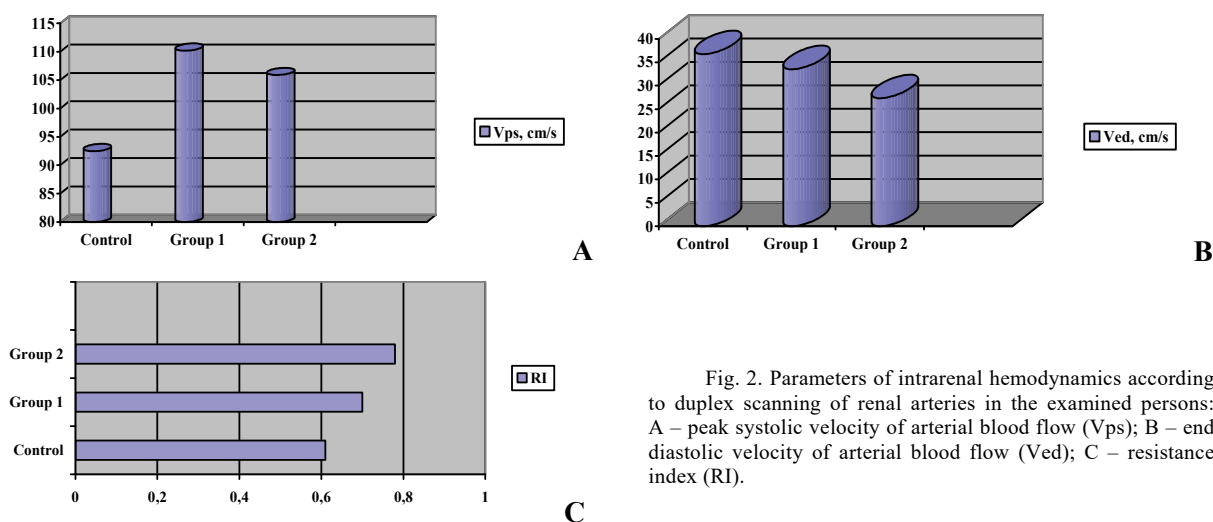 115
110
105
100
95
90
85
80
Control Group 1 Group 2
Vps, cm/s
A
40
35
30
25
20
15
10
5
0
Control Group 1 Group 2
Ved, cm/s
B
Group 2
Group 1
Control
0 0,2 0,4 0,6 0,8 1
RI
C
Fig. 2. Parameters of intrarenal hemodynamics according
to duplex scanning of renal arteries in the examined persons:
A – peak systolic velocity of arterial blood flow (Vps); B – end
diastolic velocity of arterial blood flow (Ved); C – resistance
index (RI).